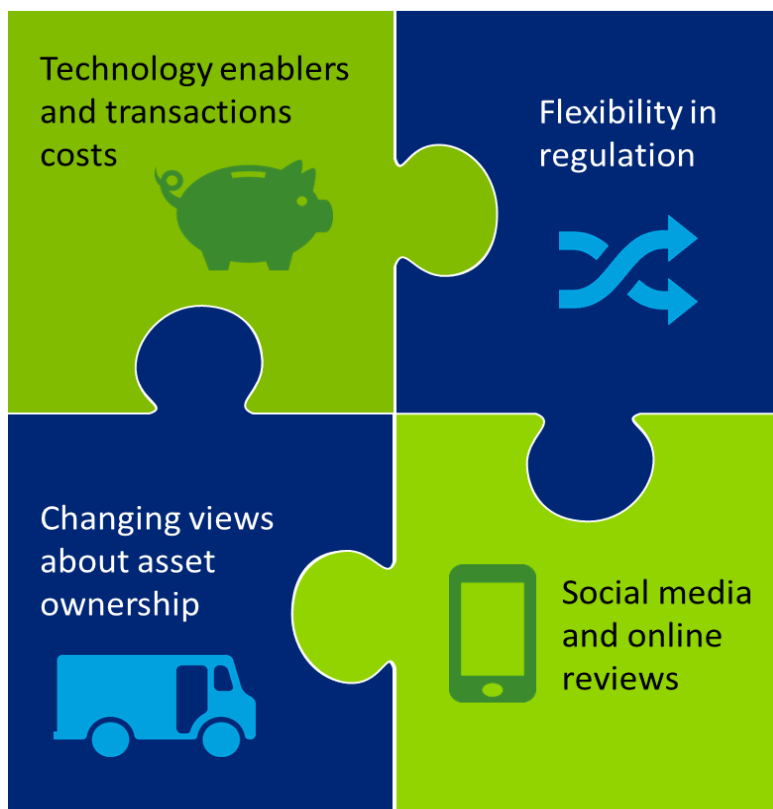 Technology enablers
and transactions
costs
Flexibility in
regulation
Changing views
about asset
ownership
Social media
and online
reviews